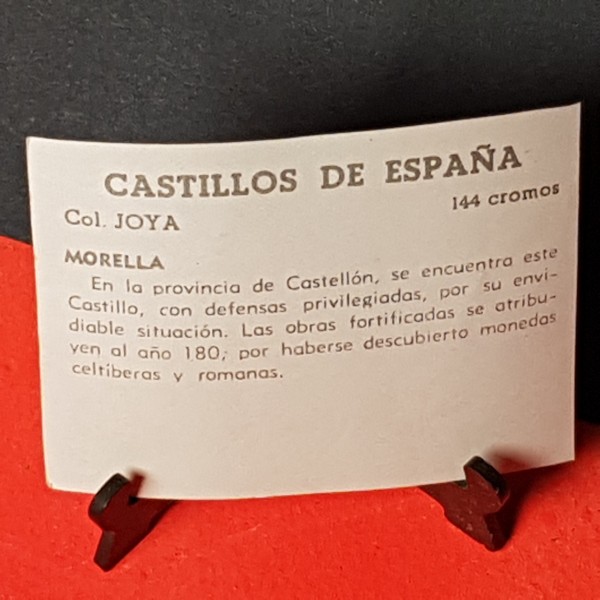 CASTILLOS DE ESPAÑA
Col. JOYA
144 cromos
MORELLA
En la provincia de Castellón, se encuentra este
Castillo, con defensas privilegiadas, por su envi-
diable situación. Las obras fortificadas se atribu-
yen al año 180; por haberse descubierto monedas
celtíberas y romanas.